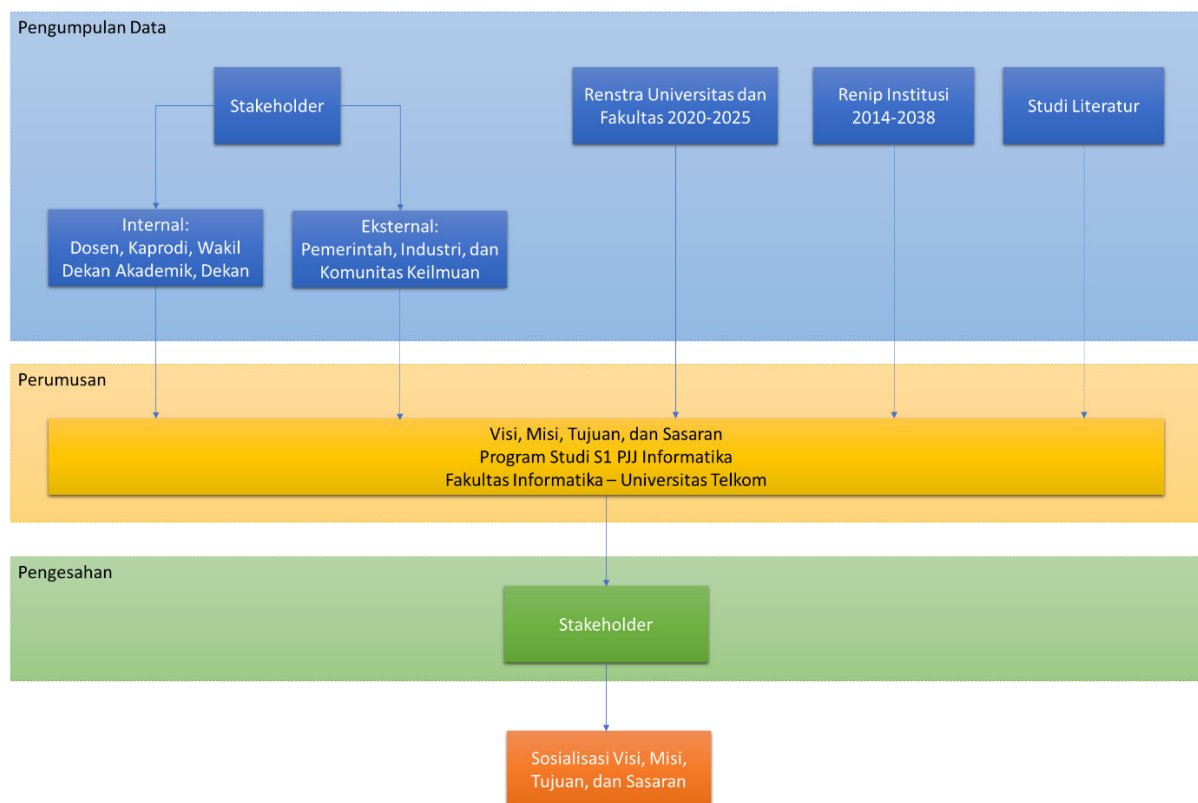 Pengumpulan Data
Stakeholder
Renstra Universitas dan
Fakultas 2020-2025
Renip Institusi
2014-2038
Studi Literatur
Internal:
Dosen, Kaprodi, Wakil
Dekan Akademik, Dekan
Eksternal:
Pemerintah, Industri, dan
Komunitas Keilmuan
Perumusan
Visi, Misi, Tujuan, dan Sasaran
Program Studi S1 PJJ Informatika
Fakultas Informatika – Universitas Telkom
Pengesahan
Stakeholder
Sosialisasi Visi, Misi,
Tujuan, dan Sasaran